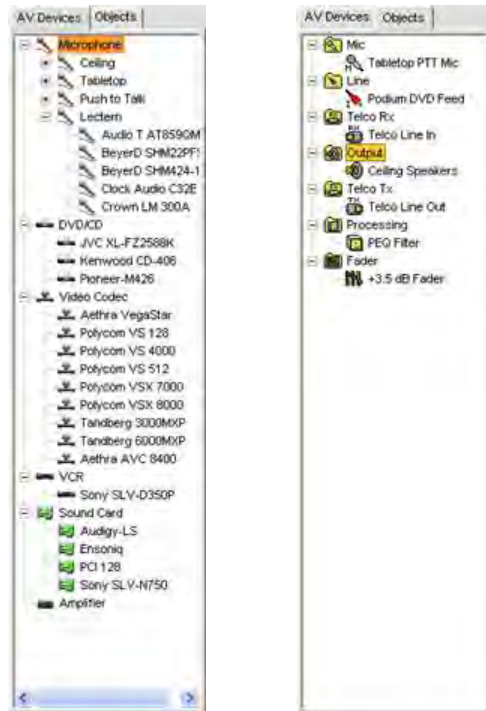 AV Devices Objects
Microphone
Ceiling
Tabletop
Push to Talk
Lectern
Audio T AT859QM
BeyerD SHM22PFS
BeyerD SHM424-1
Clock Audio C32E
Crown LM 300A
DVD/CD
JVC XL-FZ258BK
Kenwood CD-406
Pioneer-M426
Video Codec
Aethra VegaStar
Polycom VS 128
Polycom VS 4000
Polycom VS 512
Polycom VSX 7000
Polycom VSX 8000
Tandberg 3000MXP
Tandberg 6000MXP
Aethra AVC 8400
VCR
Sony SLV-D350P
Sound Card
Audigy-LS
Ensoniq
PCI 128
Sony SLV-N750
Amplifier
AV Devices Objects
Mic
Tabletop PTT Mic
Line
Podium DVD Feed
Telco Rx
Telco Line In
Output
Ceiling Speakers
Telco Tx
Telco Line Out
Processing
PEQ Filter
Fader
+3.5 dB Fader